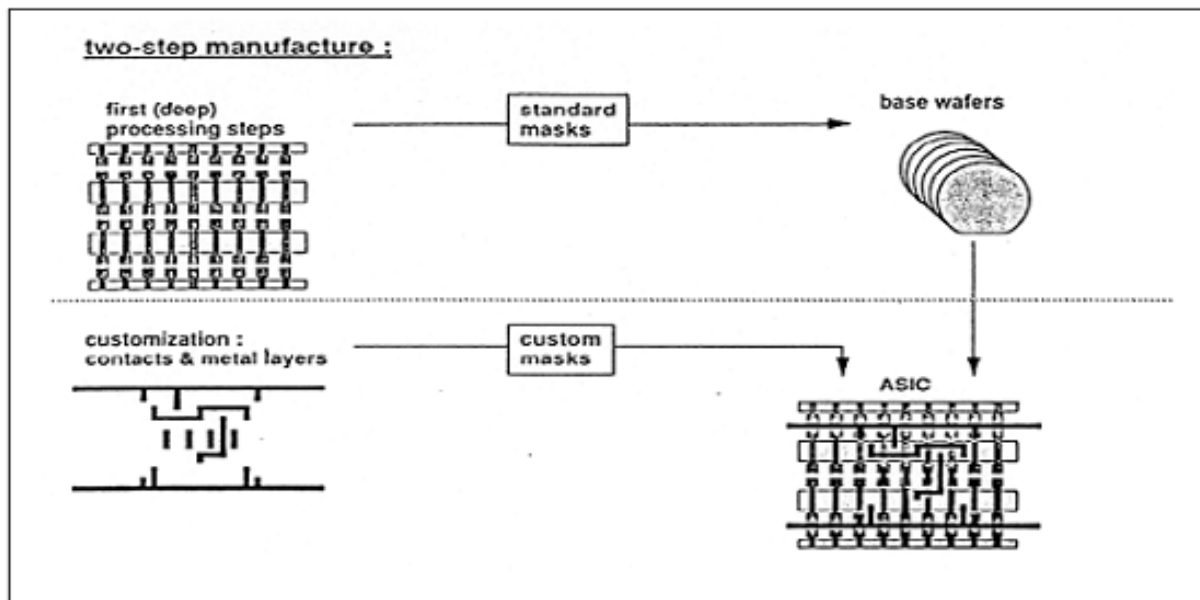 two-step manufacture :
first (deep)
processing steps
standard
masks
base wafers
customization :
contacts & metal layers
custom
masks
ASIC